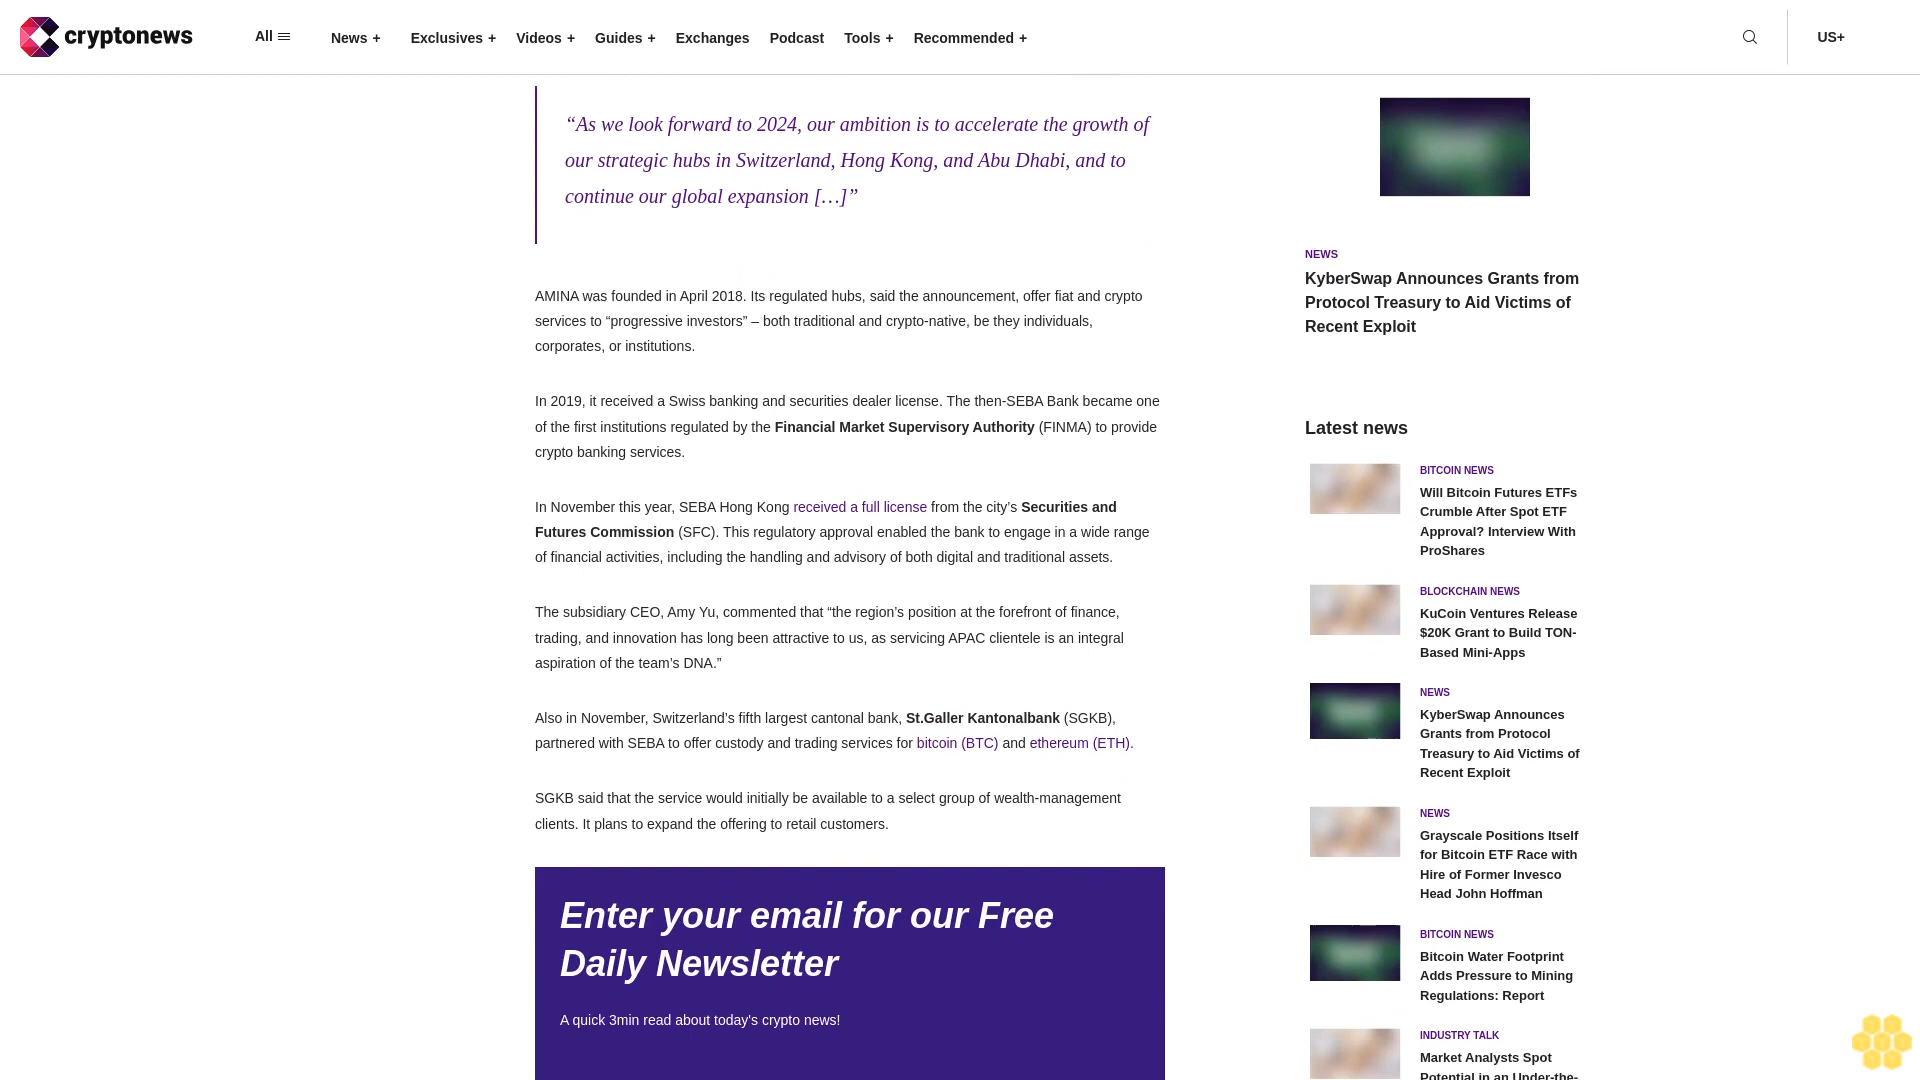 cryptonews
All
News +
Exclusives +
Videos +
Guides +
Exchanges
Podcast
Tools +
Recommended +
US+
“As we look forward to 2024, our ambition is to accelerate the growth of
our strategic hubs in Switzerland, Hong Kong, and Abu Dhabi, and to
continue our global expansion […]”
AMINA was founded in April 2018. Its regulated hubs, said the announcement, offer fiat and crypto
services to “progressive investors” – both traditional and crypto-native, be they individuals,
corporates, or institutions.
In 2019, it received a Swiss banking and securities dealer license. The then-SEBA Bank became one
of the first institutions regulated by the Financial Market Supervisory Authority (FINMA) to provide
crypto banking services.
In November this year, SEBA Hong Kong received a full license from the city’s Securities and
Futures Commission (SFC). This regulatory approval enabled the bank to engage in a wide range
of financial activities, including the handling and advisory of both digital and traditional assets.
The subsidiary CEO, Amy Yu, commented that “the region’s position at the forefront of finance,
trading, and innovation has long been attractive to us, as servicing APAC clientele is an integral
aspiration of the team’s DNA.”
Also in November, Switzerland’s fifth largest cantonal bank, St.Galler Kantonalbank (SGKB),
partnered with SEBA to offer custody and trading services for bitcoin (BTC) and ethereum (ETH).
SGKB said that the service would initially be available to a select group of wealth-management
clients. It plans to expand the offering to retail customers.
Enter your email for our Free
Daily Newsletter
A quick 3min read about today's crypto news!
NEWS
KyberSwap Announces Grants from
Protocol Treasury to Aid Victims of
Recent Exploit
Latest news
BITCOIN NEWS
Will Bitcoin Futures ETFs
Crumble After Spot ETF
Approval? Interview With
ProShares
BLOCKCHAIN NEWS
KuCoin Ventures Release
$20K Grant to Build TON-
Based Mini-Apps
NEWS
KyberSwap Announces
Grants from Protocol
Treasury to Aid Victims of
Recent Exploit
NEWS
Grayscale Positions Itself
for Bitcoin ETF Race with
Hire of Former Invesco
Head John Hoffman
BITCOIN NEWS
Bitcoin Water Footprint
Adds Pressure to Mining
Regulations: Report
INDUSTRY TALK
Market Analysts Spot
Potential in an Under-the-